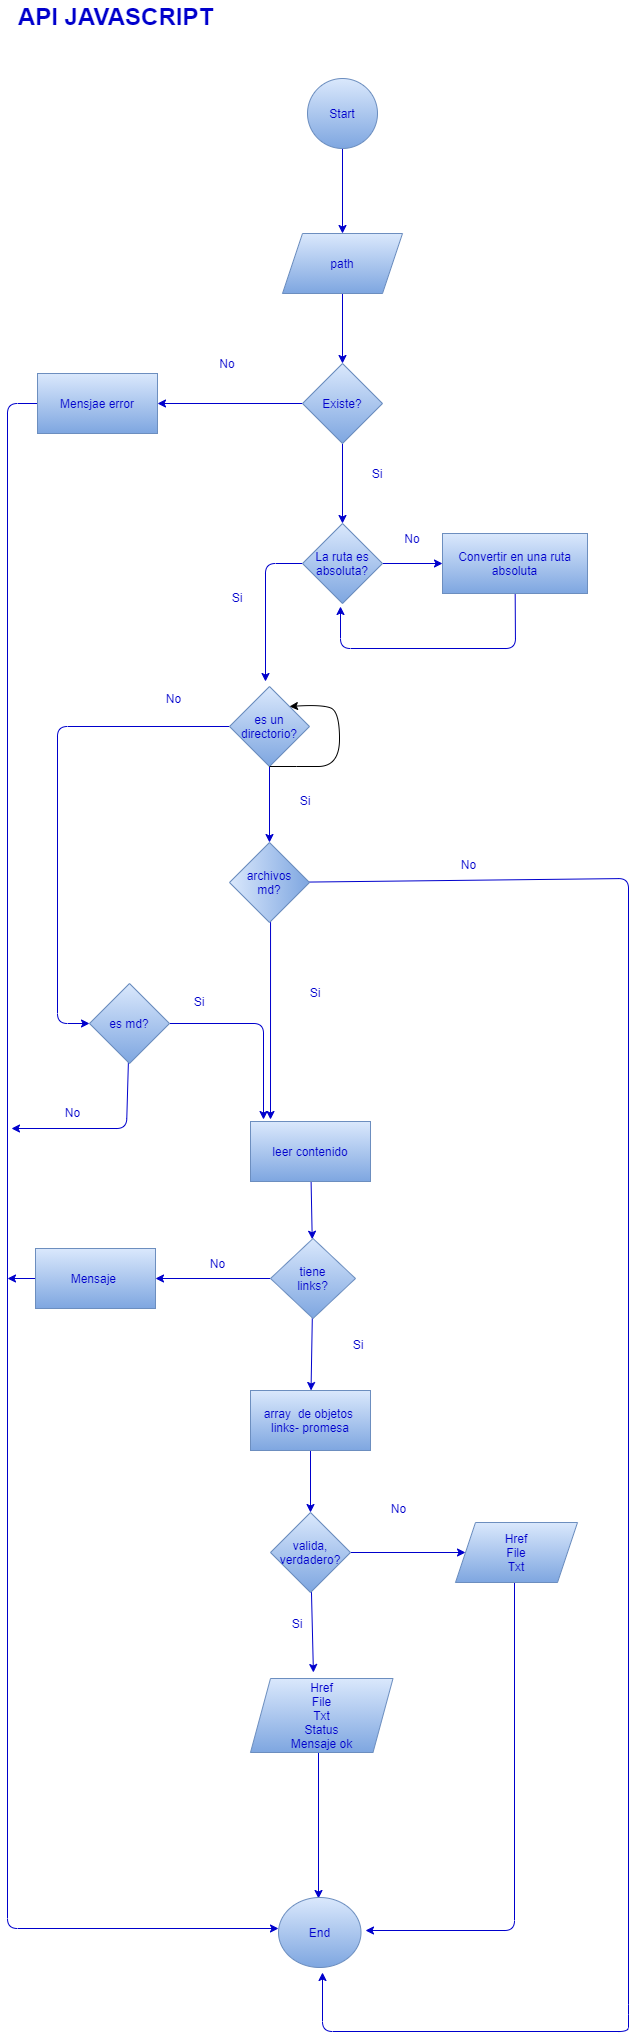 API JAVASCRIPT
Start
path
No
Mensjae error
Existe?
Si
La ruta es
absoluta?
No
Convertir en una ruta
absoluta
Si
No
es un
directorio?
Si
archivos
md?
No
Si
es md?
Si
No
leer contenido
tiene
links?
No
Mensaje
Si
array  de objetos
links- promesa
valida,
verdadero?
No
Href
File
Txt
Si
Href
File
Txt
Status
Mensaje ok
End